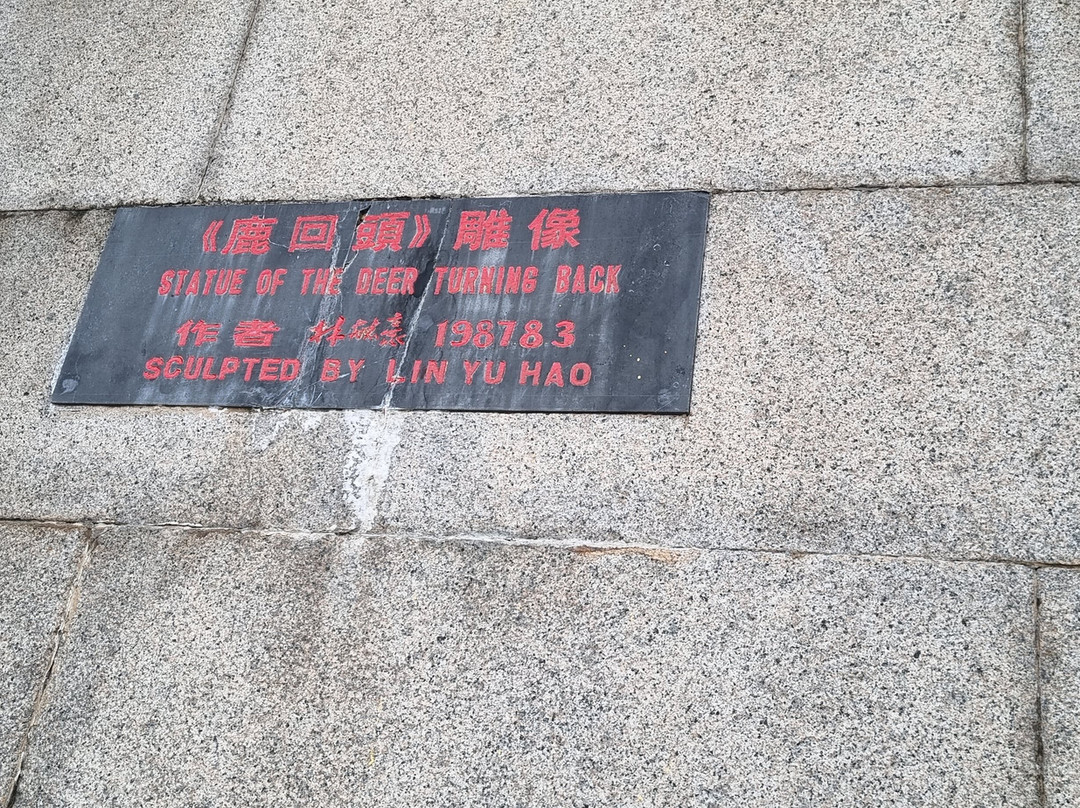 《鹿回頭》雕像
STATUE OF THE DEER TURNING BACK
作者 林毓豪 1987.8.3
SCULPTED BY LIN YU HAO